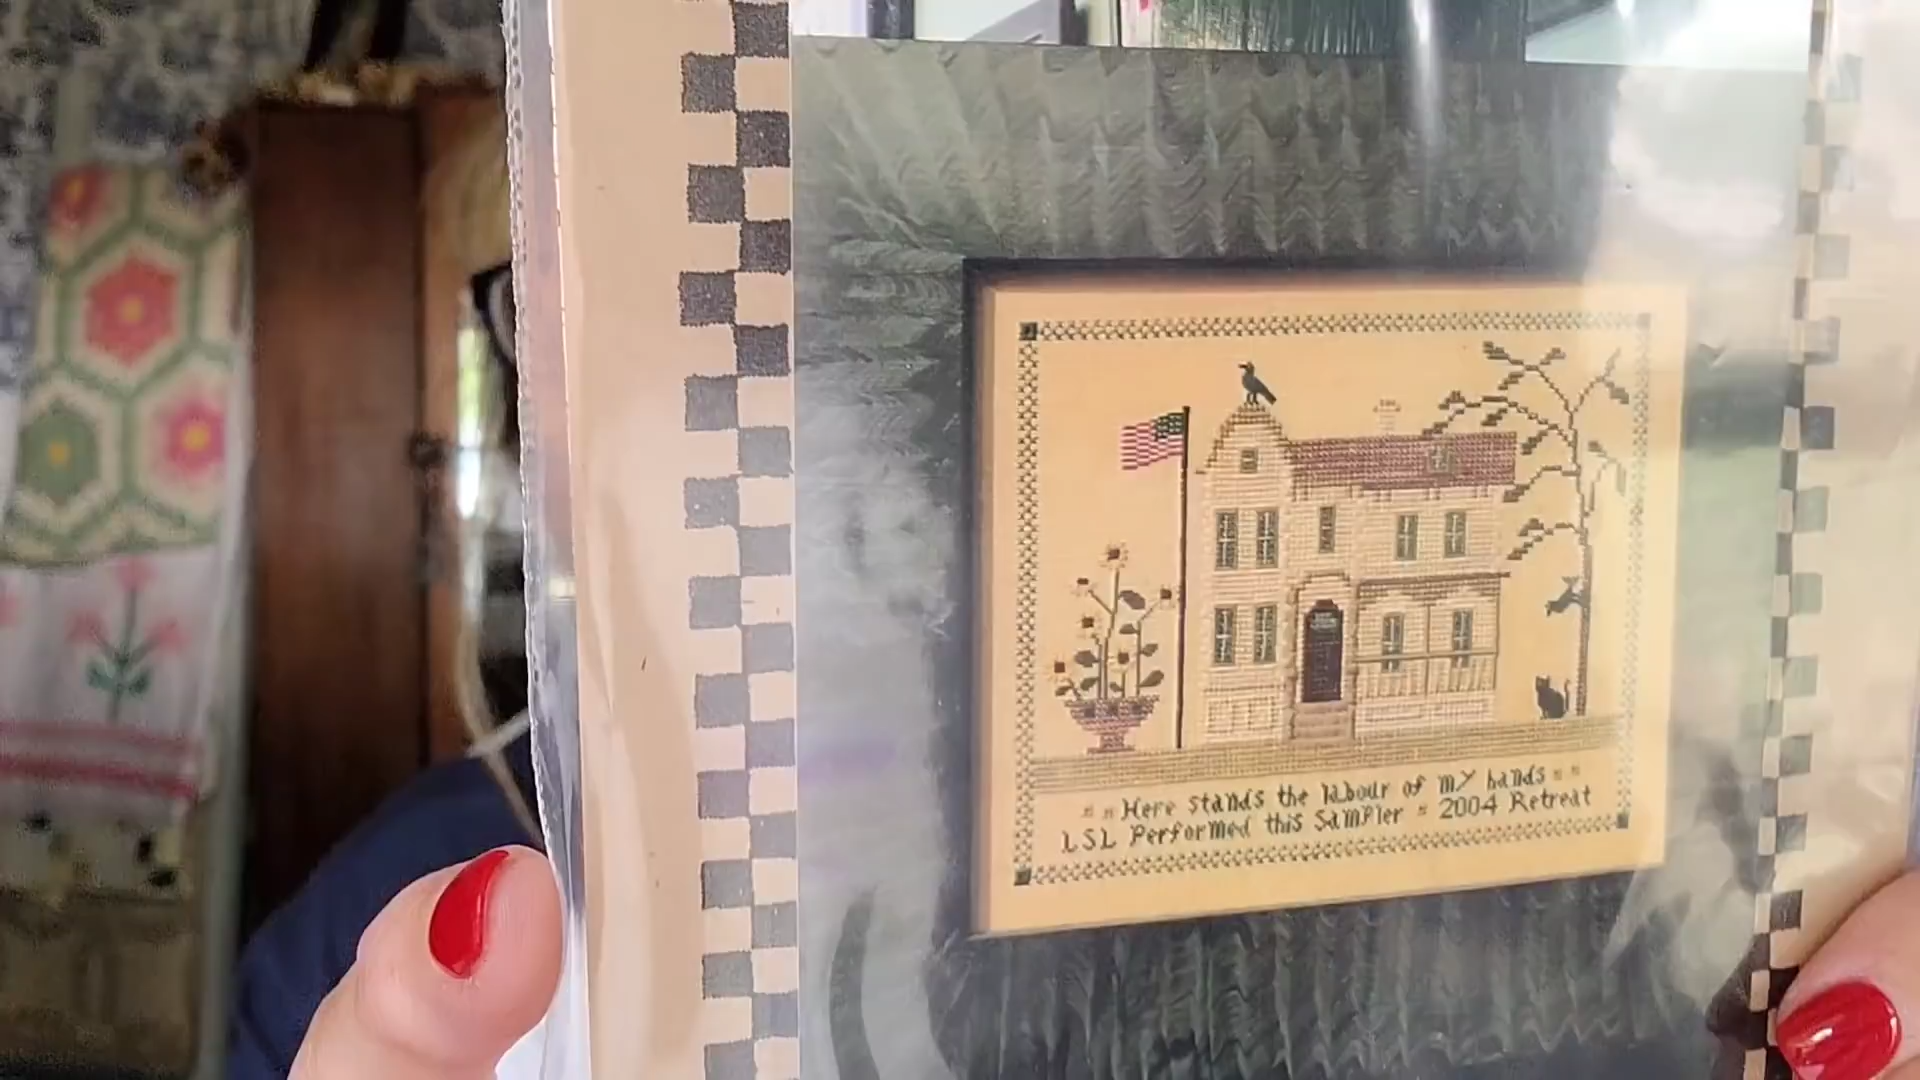 Here stands the labour of my hands
LSL Performed this Sampler 2004 Retreat